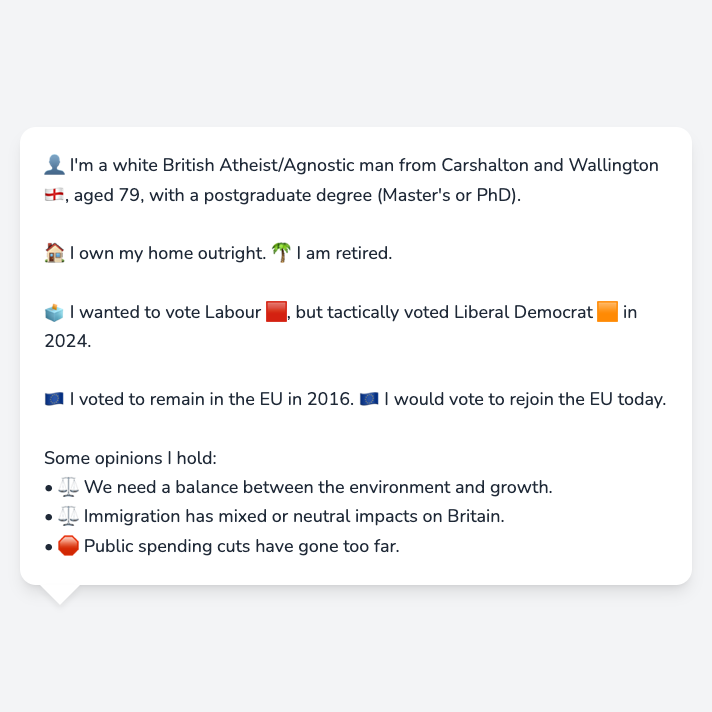 👤 I'm a white British Atheist/Agnostic man from Carshalton and Wallington
🏴󠁧󠁢󠁥󠁮󠁧󠁿, aged 79, with a postgraduate degree (Master's or PhD).
🏠 I own my home outright. 🌴 I am retired.
🗳️ I wanted to vote Labour 🟥, but tactically voted Liberal Democrat 🟧 in
2024.
🇪🇺 I voted to remain in the EU in 2016. 🇪🇺 I would vote to rejoin the EU today.
Some opinions I hold:
• ⚖️ We need a balance between the environment and growth.
• ⚖️ Immigration has mixed or neutral impacts on Britain.
• 🛑 Public spending cuts have gone too far.